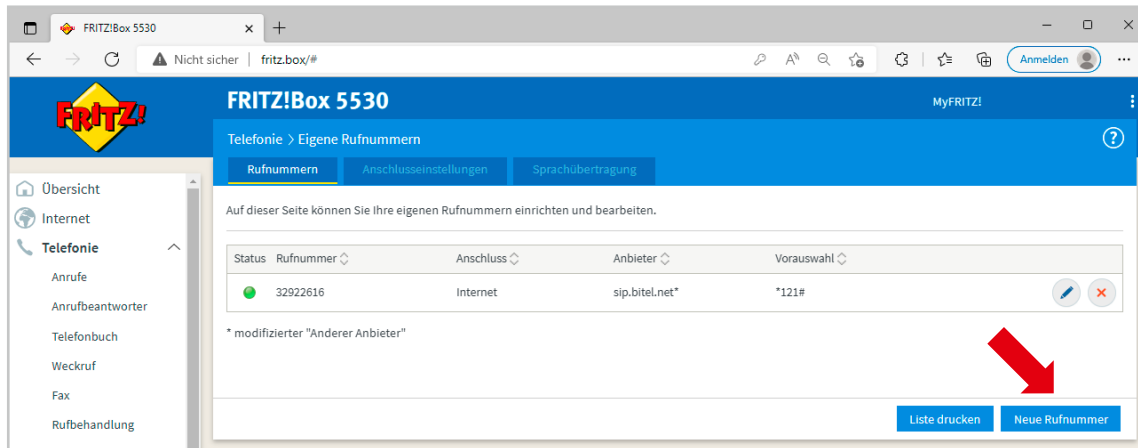 FRITZ!Box 5530
Nicht sicher fritz.box/# Anmelden
FRITZ! FRITZ!Box 5530 MyFRITZ!
Telefonie > Eigene Rufnummern
Rufnummern Anschlusseinstellungen Sprachübertragung
Übersicht
Internet
Telefonie
Anrufe
Anrufbeantworter
Telefonbuch
Weckruf
Fax
Rufbehandlung
Auf dieser Seite können Sie Ihre eigenen Rufnummern einrichten und bearbeiten.
Status Rufnummer Anschluss Anbieter Vorauswahl
32922616 Internet sip.bitel.net* *121#
* modifizierter "Anderer Anbieter"
Liste drucken Neue Rufnummer